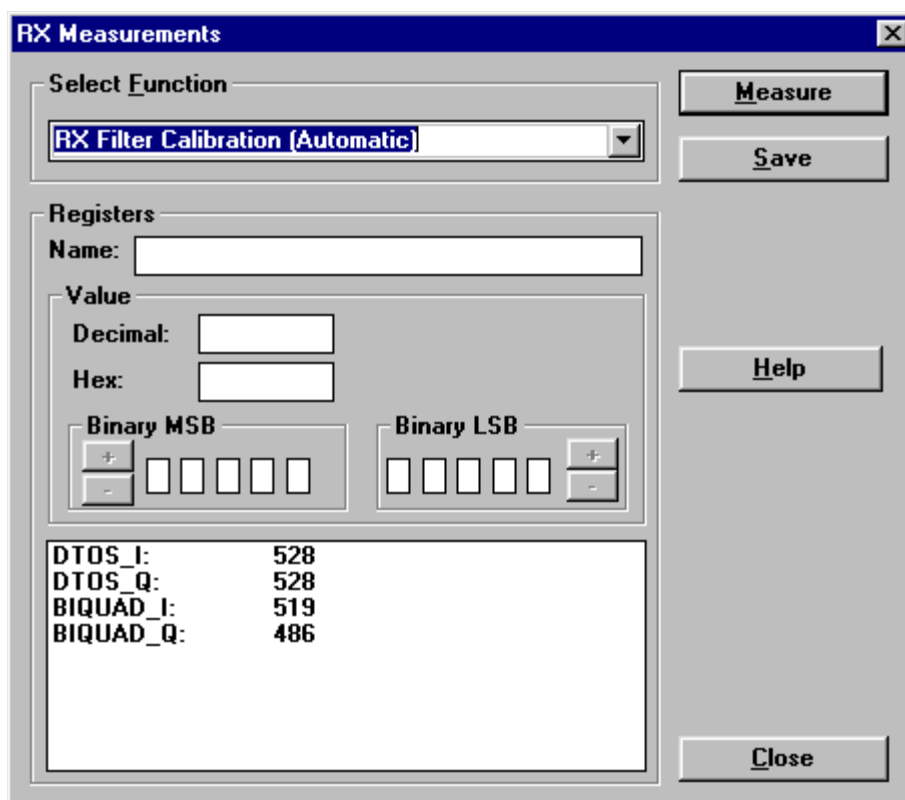 RX Measurements
Select Function
RX Filter Calibration (Automatic)
Measure
Save
Registers
Name:
Value
Decimal:
Hex:
Help
Binary MSB
+
-
Binary LSB
+
-
DTOS_I: 528
DTOS_Q: 528
BIQUAD_I: 519
BIQUAD_Q: 486
Close